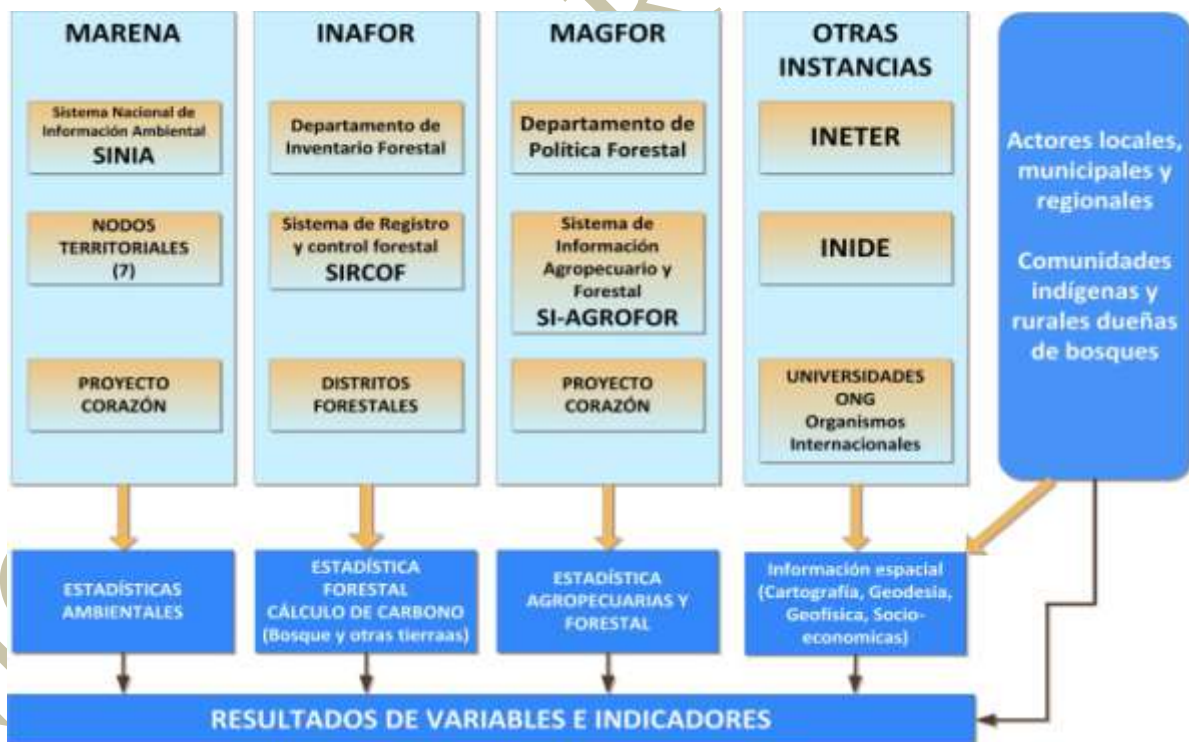 MARENA
Sistema Nacional de
Información Ambiental
SINIA
NODOS
TERRITORIALES
(7)
PROYECTO
CORAZÓN
INAFOR
Departamento de
Inventario Forestal
Sistema de Registro
y control forestal
SIRCOF
DISTRITOS
FORESTALES
MAGFOR
Departamento de
Política Forestal
Sistema de
Información
Agropecuario y
Forestal
SI-AGROFOR
PROYECTO
CORAZÓN
OTRAS
INSTANCIAS
INETER
INIDE
UNIVERSIDADES
ONG
Organismos
Internacionales
Actores locales,
municipales y
regionales
Comunidades
indígenas y
rurales dueñas
de bosques
ESTADÍSTICAS
AMBIENTALES
ESTADÍSTICA
FORESTAL
CÁLCULO DE CARBONO
(Bosque y otras tierraas)
ESTADÍSTICA
AGROPECUARIAS Y
FORESTAL
Información espacial
(Cartografía, Geodesia,
Geofísica, Socio-
economicas)
RESULTADOS DE VARIABLES E INDICADORES